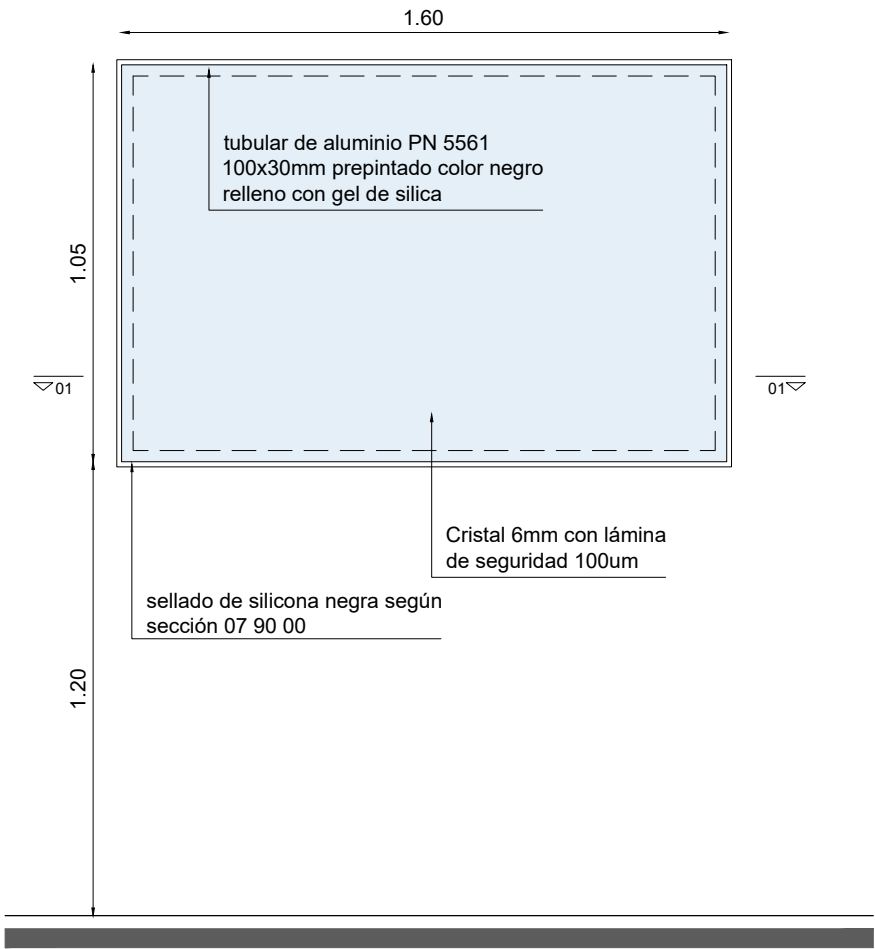 1.60
tubular de aluminio PN 5561
100x30mm prepintado color negro
relleno con gel de silica
1.05
01
01
Cristal 6mm con lámina
de seguridad 100um
sellado de silicona negra según
sección 07 90 00
1.20